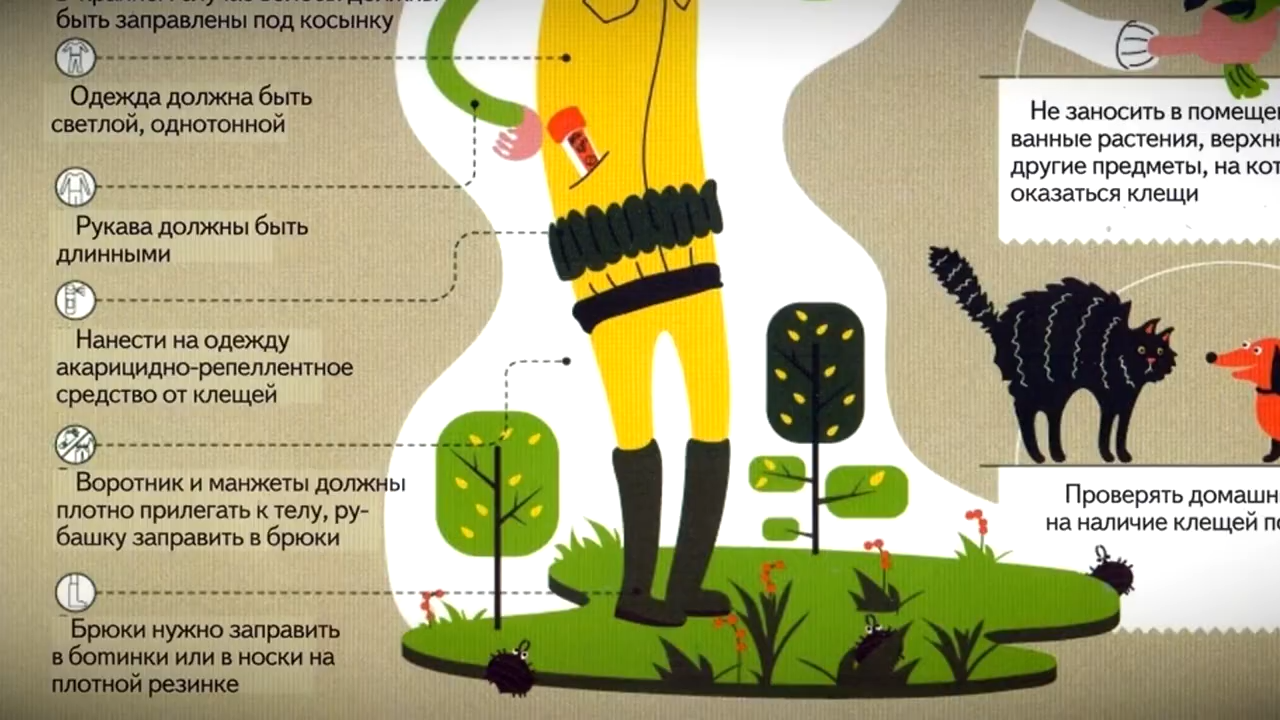 быть заправлены под косынку
Одежда должна быть
светлой, однотонной
Рукава должны быть
длинными
Нанести на одежду
акарицидно-репеллентное
средство от клещей
Воротник и манжеты должны
плотно прилегать к телу, ру-
башку заправить в брюки
Брюки нужно заправить
в ботинки или в носки на
плотной резинке
Не заносить в помеще
ванные растения, верхн
другие предметы, на кот
оказаться клещи
Проверять домашн
на наличие клещей по